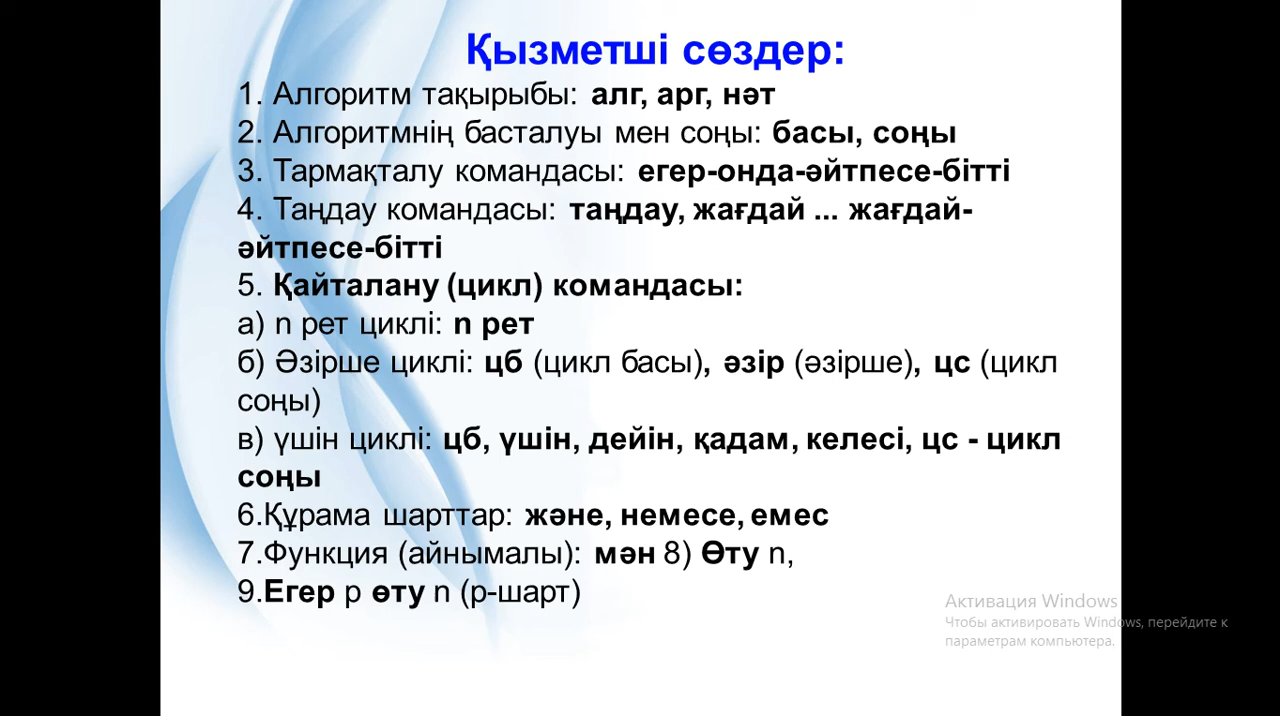 Қызметші сөздер:
1. Алгоритм тақырыбы: алг, арг, нәт
2. Алгоритмнің басталуы мен соңы: басы, соңы
3. Тармақталу командасы: егер-онда-әйтпесе-бітті
4. Таңдау командасы: таңдау, жағдай ... жағдай-
әйтпесе-бітті
5. Қайталану (цикл) командасы:
а) n рет циклі: n рет
б) Әзірше циклі: цб (цикл басы), әзір (әзірше), цс (цикл
соңы)
в) үшін циклі: цб, үшін, дейін, қадам, келесі, цс - цикл
соңы
6.Құрама шарттар: және, немесе, емес
7.Функция (айнымалы): мән 8) Өту n,
9.Егер р өту n (р-шарт)
Активация Windows
Чтобы активировать Windows, перейдите к
параметрам компьютера.